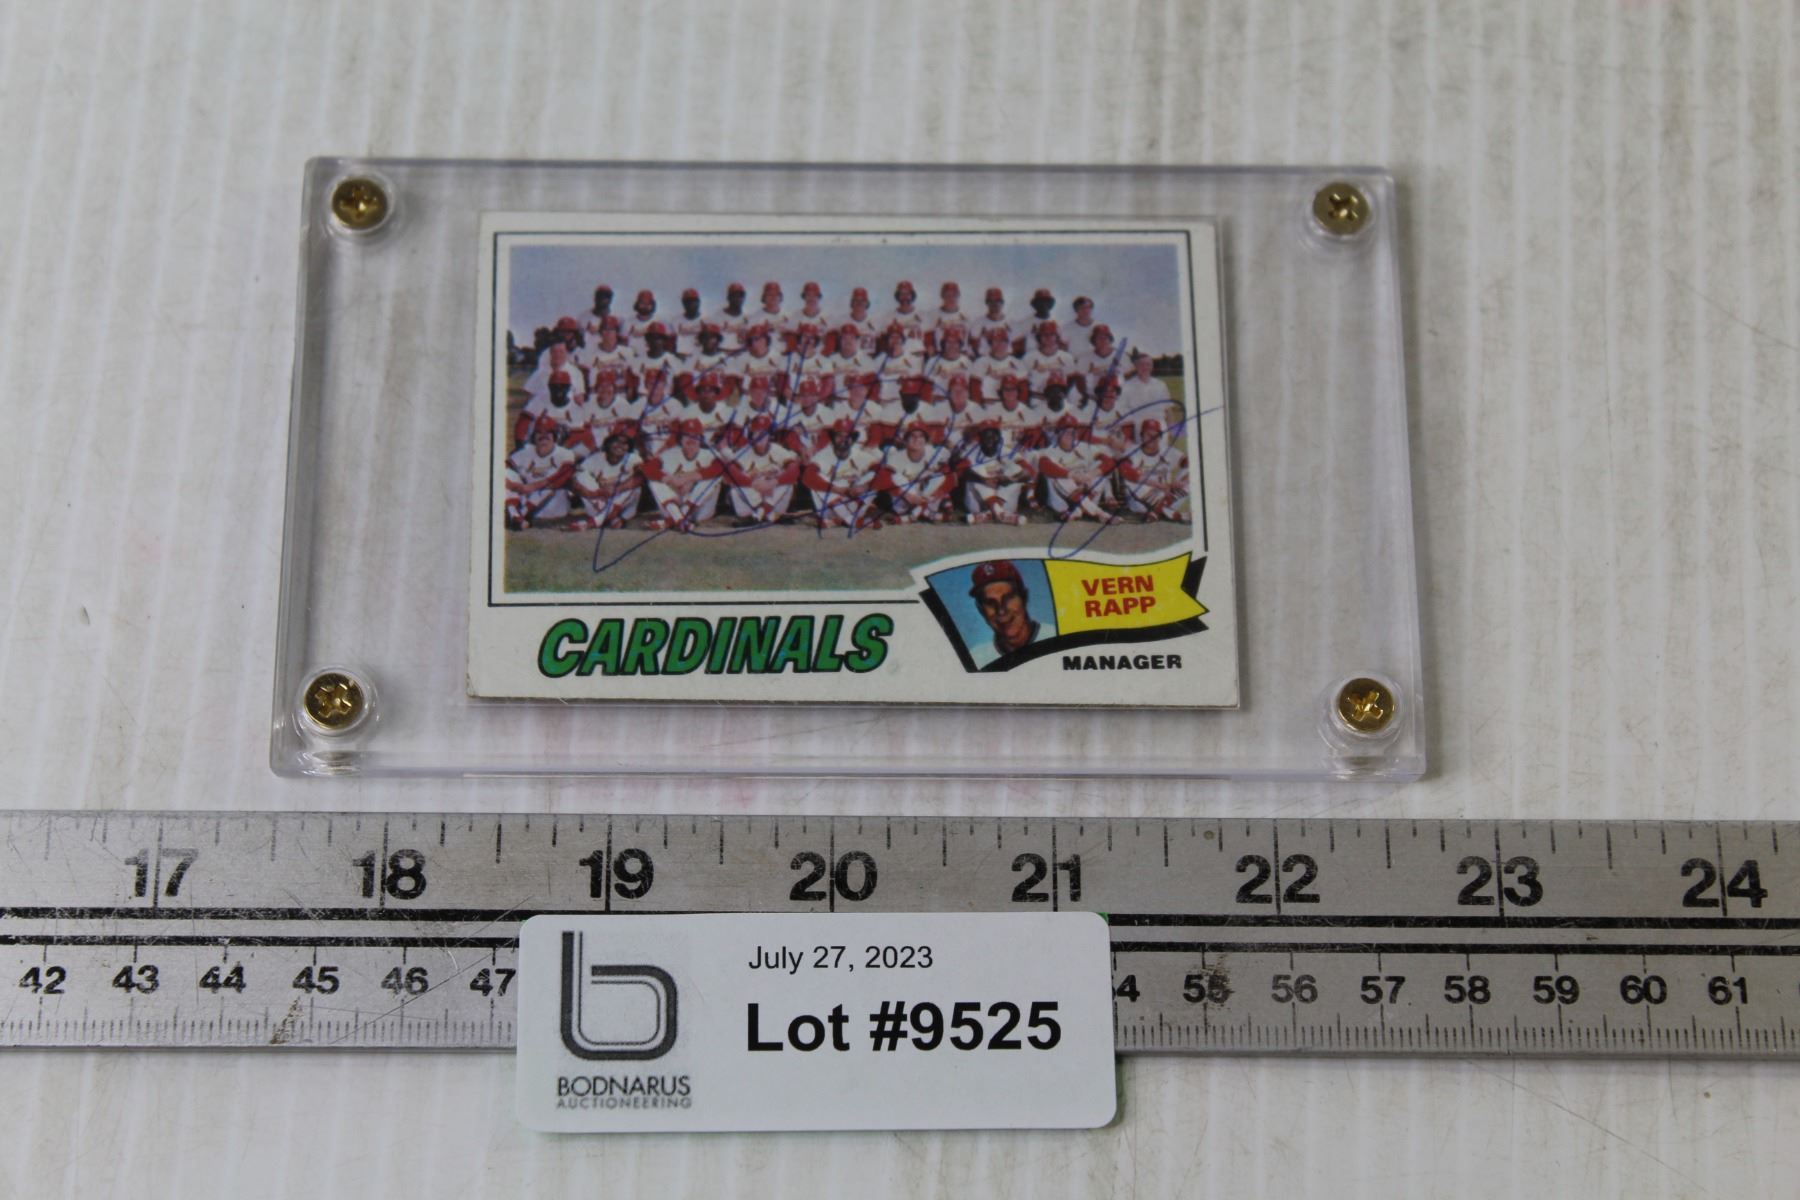 VERN
RAPP
CARDINALS
MANAGER
17 18 19 20 21 22 23 24
42 43 44 45 46 47 4 55 56 57 58 59 60 61
July 27, 2023
Lot #9525
BODNARUS
AUCTIONEERING